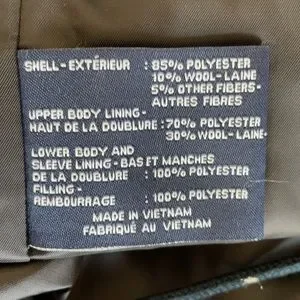 SHELL - EXTÉRIEUR : 85% POLYESTER
10% WOOL - LAINE
5% OTHER FIBERS -
AUTRES FIBRES
UPPER BODY LINING -
HAUT DE LA DOUBLURE : 70% POLYESTER
30% WOOL - LAINE
LOWER BODY AND
SLEEVE LINING - BAS ET MANCHES
DE LA DOUBLURE : 100% POLYESTER
FILLING -
REMBOURRAGE : 100% POLYESTER
MADE IN VIETNAM
FABRIQUÉ AU VIETNAM